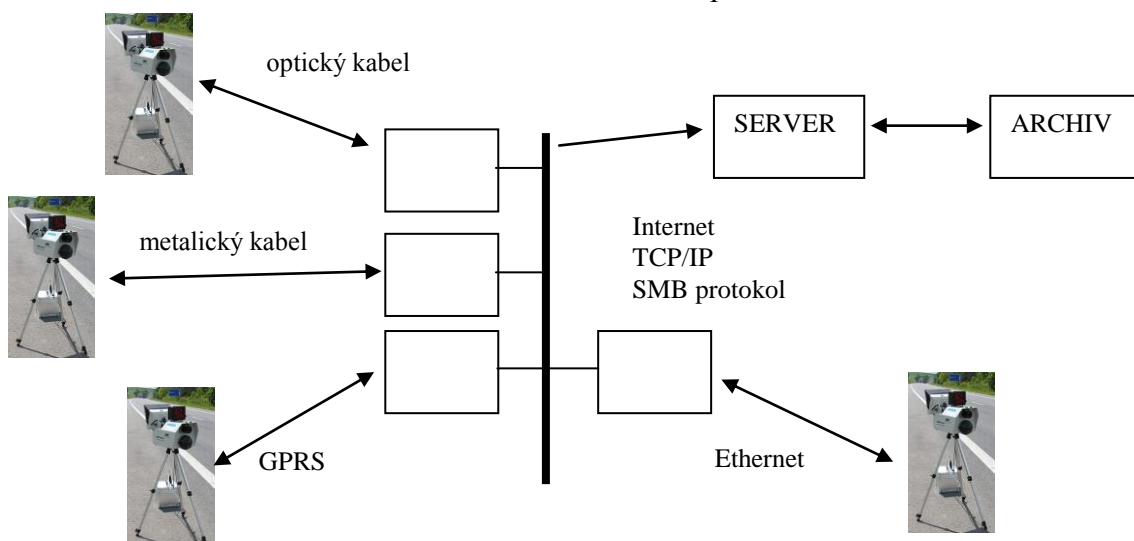 optický kabel
SERVER
ARCHIV
metalický kabel
Internet
TCP/IP
SMB protokol
GPRS
Ethernet